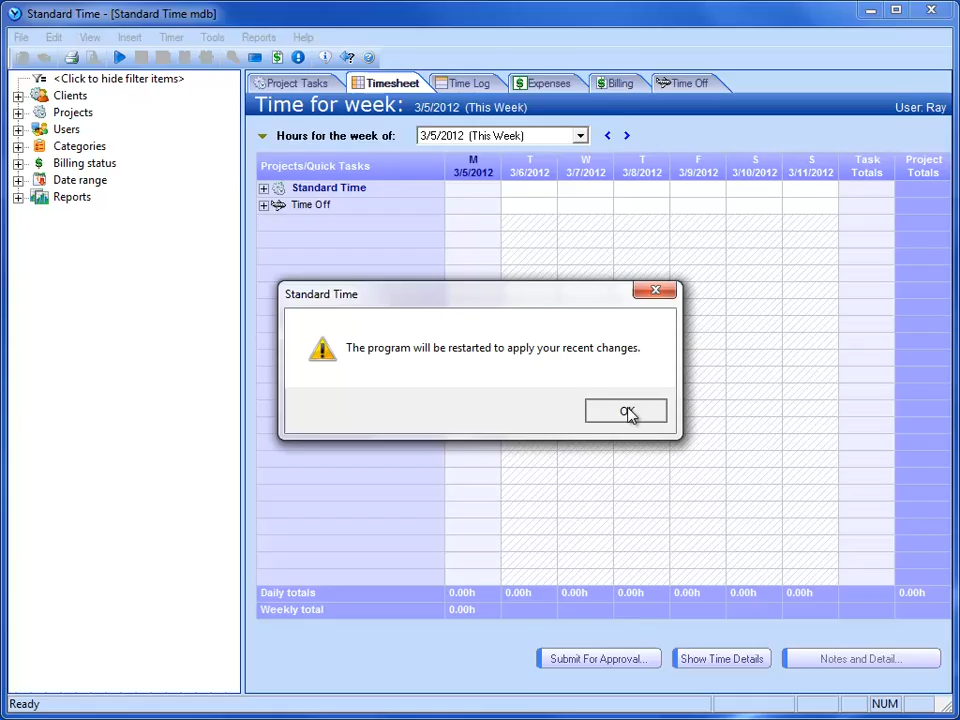 Standard Time - [Standard Time mdb]
File Edit View Insert Timer Tools Reports Help
<Click to hide filter items>
Clients
Projects
Users
Categories
Billing status
Date range
Reports
Project Tasks Timesheet Time Log Expenses Billing Time Off
Time for week: 3/5/2012 (This Week) User: Ray
Hours for the week of: 3/5/2012 (This Week) < >
Projects/Quick Tasks M T W T F S S Task Project
3/5/2012 3/6/2012 3/7/2012 3/8/2012 3/9/2012 3/10/2012 3/11/2012 Totals Totals
Standard Time
Time Off
Standard Time
The program will be restarted to apply your recent changes.
OK
Daily totals 0.00h 0.00h 0.00h 0.00h 0.00h 0.00h 0.00h 0.00h
Weekly total 0.00h
Submit For Approval... Show Time Details Notes and Detail...
Ready NUM